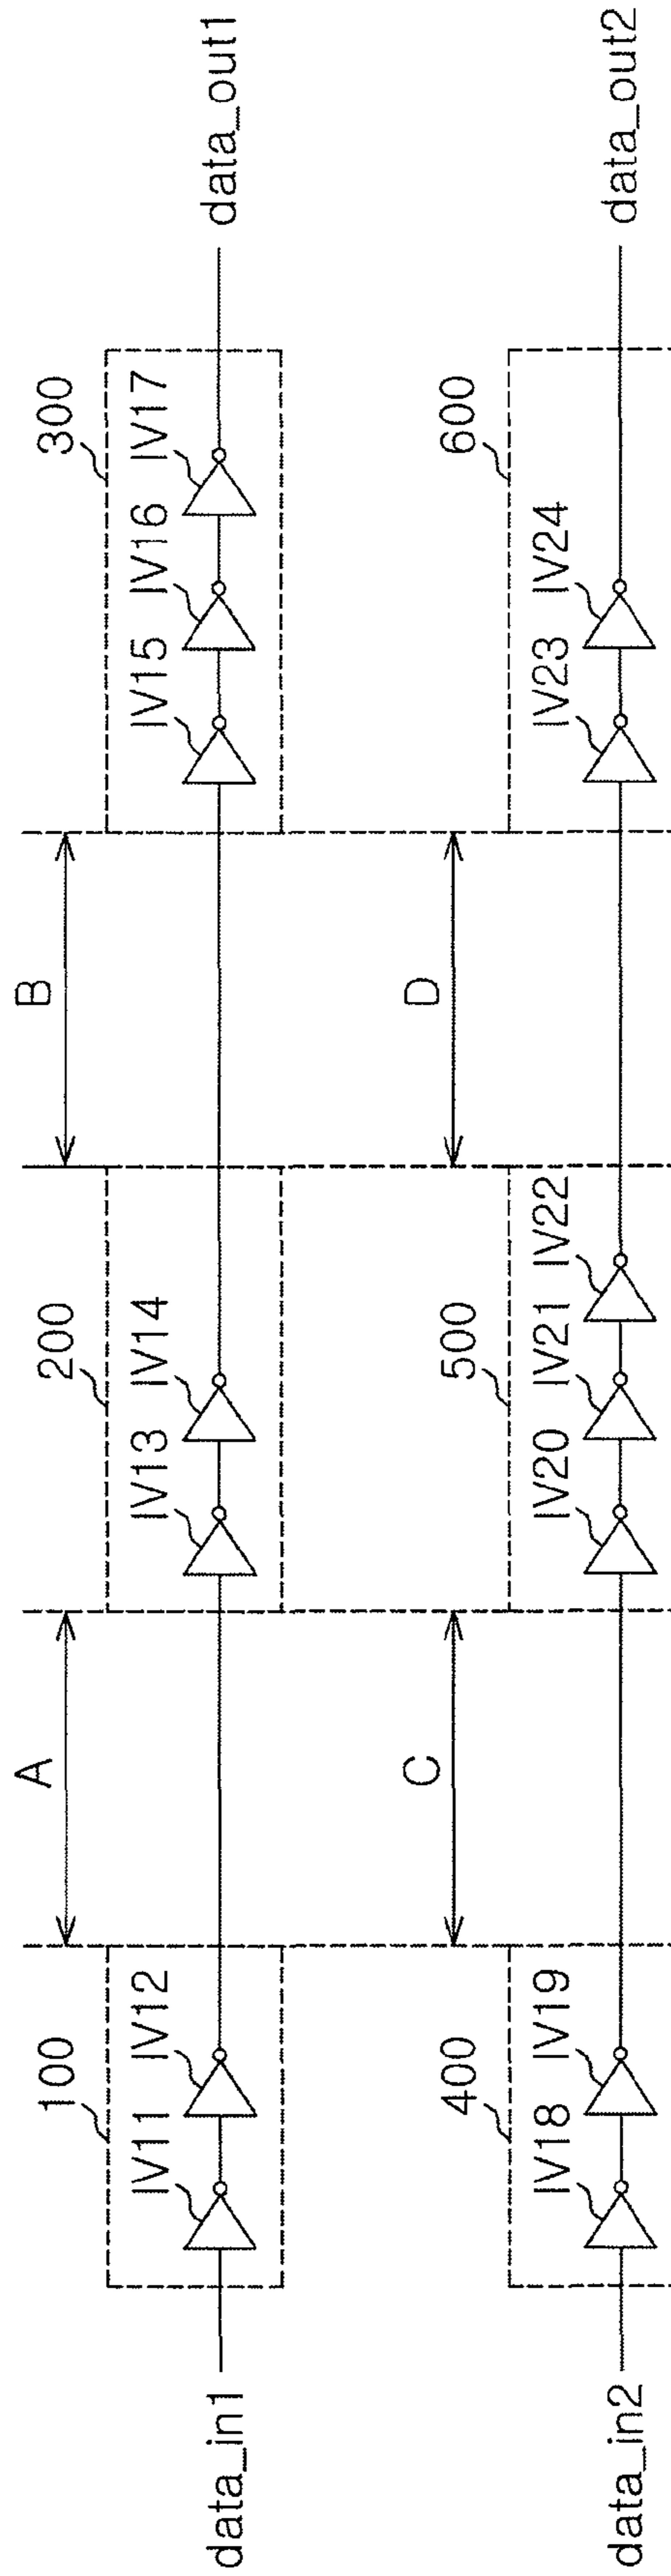 A
B
100
200
300
IV11
IV12
IV13
IV14
IV15
IV16
IV17
data_in1
data_out1
C
D
400
500
600
IV18
IV19
IV20
IV21
IV22
IV23
IV24
data_in2
data_out2